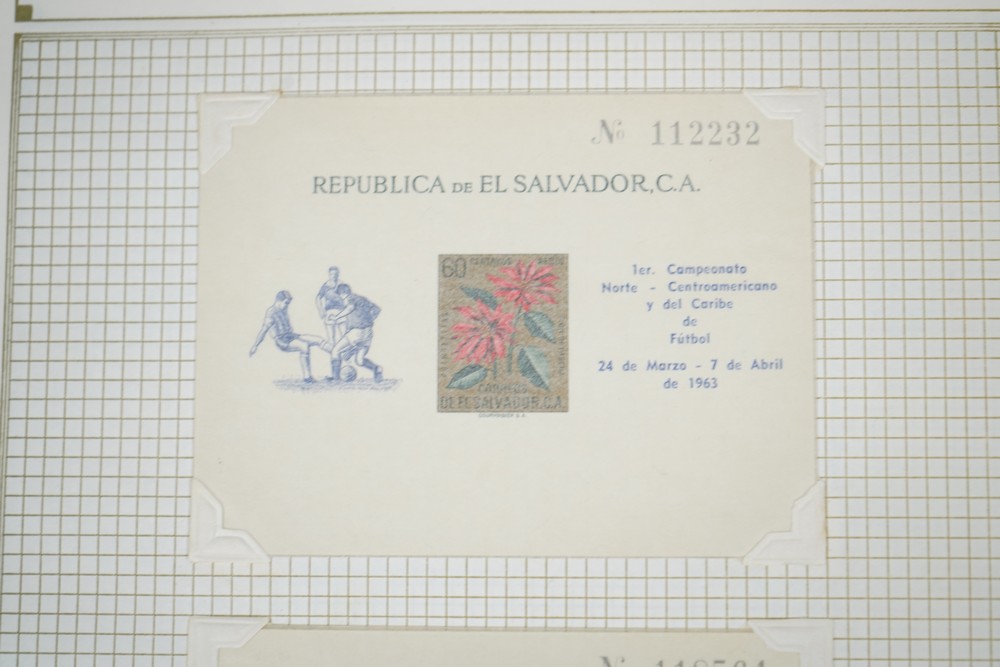 Nº 112232
REPUBLICA DE EL SALVADOR, C.A.
60
1er. Campeonato
Norte - Centroamericano
y del Caribe
de
Fútbol
24 de Marzo - 7 de Abril
de 1963
DE EL SALVADOR, C.A.
Nº